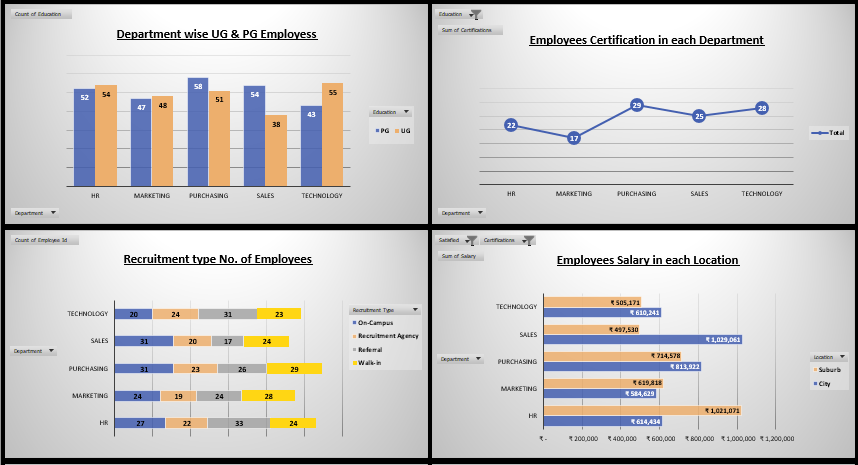 Count of Education
Department wise UG & PG Employess
52 54 47 48 58 51 54 38 43 55
Education
PG UG
HR MARKETING PURCHASING SALES TECHNOLOGY
Department
Education
Sum of Certifications
Employees Certification in each Department
22 17 29 25 28
Total
HR MARKETING PURCHASING SALES TECHNOLOGY
Department
Count of Employee Id
Recruitment type No. of Employees
TECHNOLOGY 20 24 31 23
SALES 31 20 17 24
PURCHASING 31 23 26 29
MARKETING 24 19 24 28
HR 27 22 33 24
Department
Recruitment Type
On-Campus
Recruitment Agency
Referral
Walk-in
Satisfied Certifications
Sum of Salary
Employees Salary in each Location
TECHNOLOGY ₹ 505,171
₹ 610,241
SALES ₹ 497,530
₹ 1,029,061
PURCHASING ₹ 714,578
₹ 813,922
MARKETING ₹ 619,818
₹ 584,629
HR ₹ 1,021,071
₹ 614,434
₹ - ₹ 200,000 ₹ 400,000 ₹ 600,000 ₹ 800,000 ₹ 1,000,000 ₹ 1,200,000
Department
Location
Suburb
City